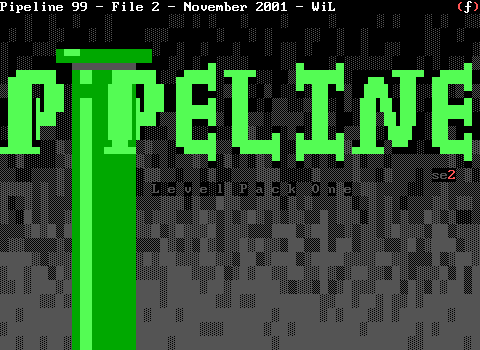 Pipeline 99 - File 2 - November 2001 - WiL (ƒ)
PIPELINE
se2
Level Pack One